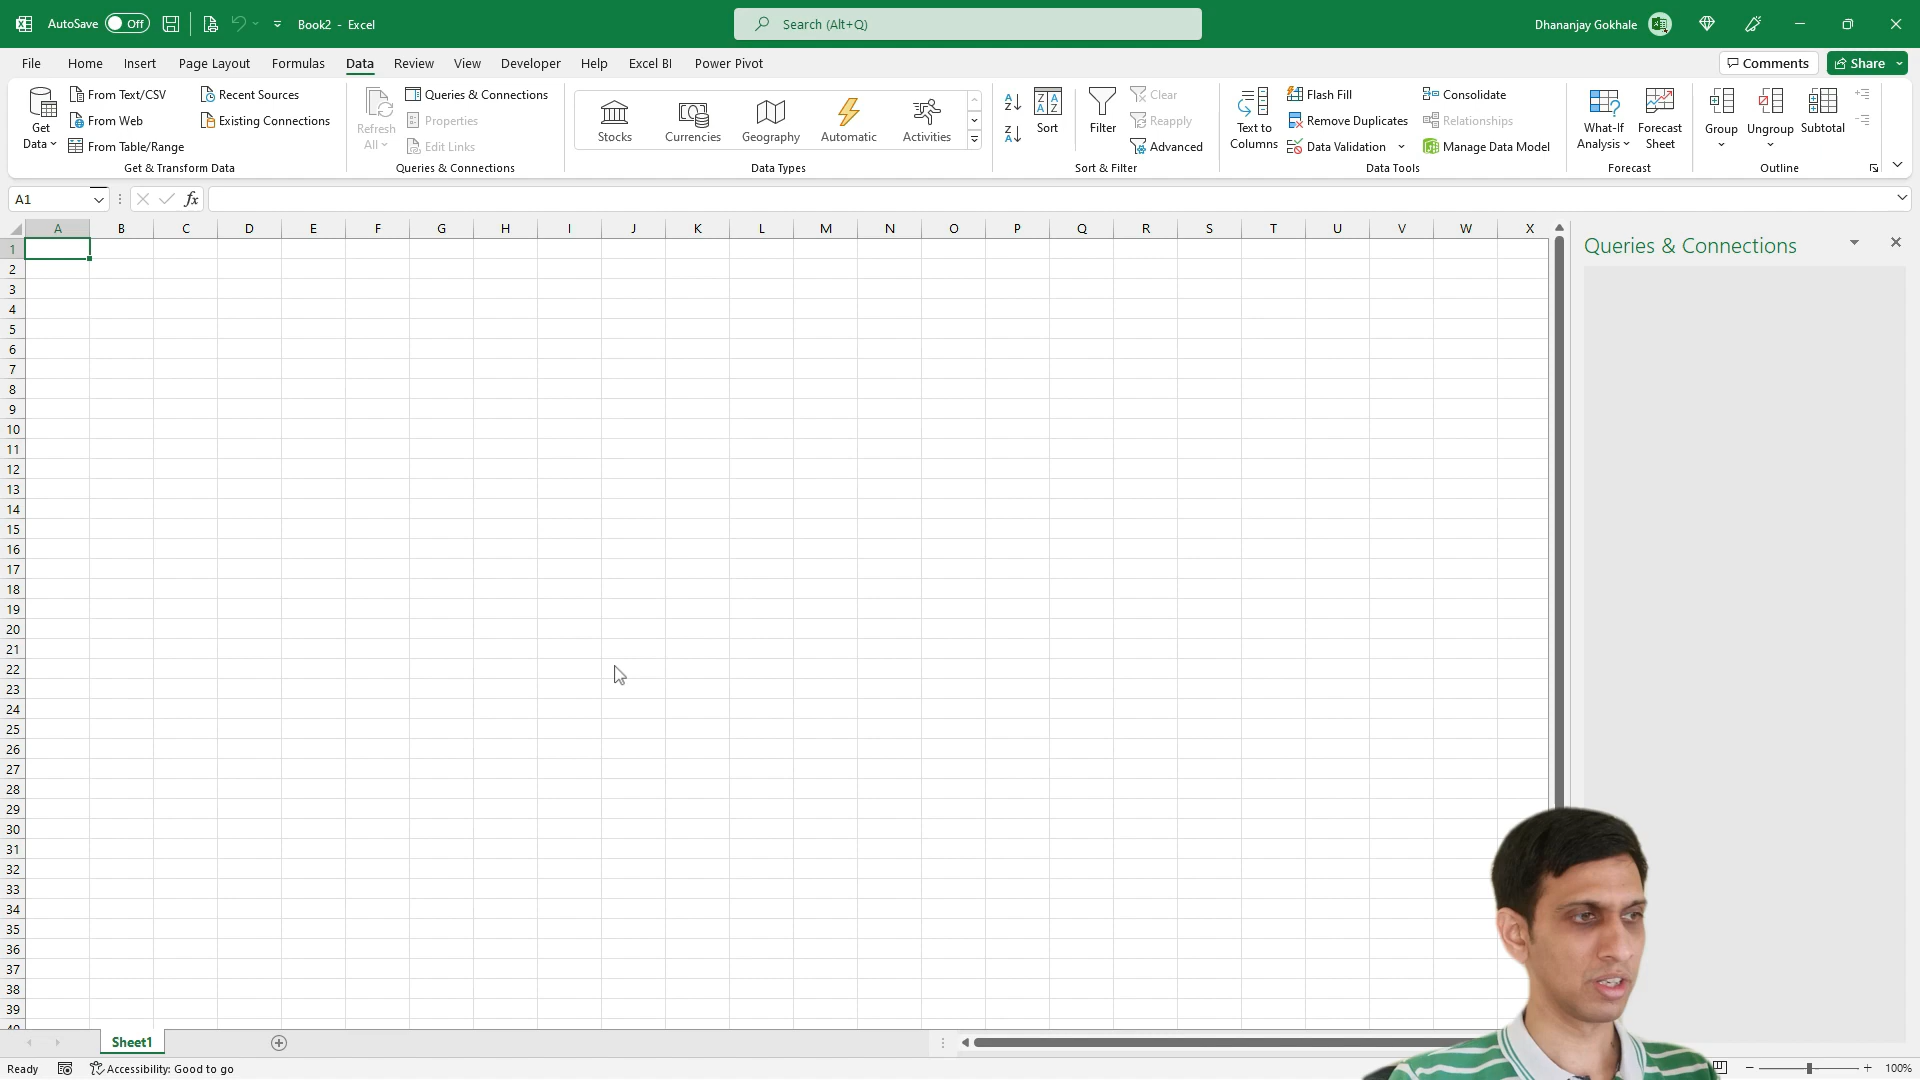 AutoSave Off Book2 - Excel Search (Alt+Q) Dhananjay Gokhale
File Home Insert Page Layout Formulas Data Review View Developer Help Excel BI Power Pivot Comments Share
Get Data
From Text/CSV
From Web
From Table/Range
Recent Sources
Existing Connections
Get & Transform Data
Refresh All
Queries & Connections
Properties
Edit Links
Queries & Connections
Stocks Currencies Geography Automatic Activities
Data Types
Sort
Filter
Clear
Reapply
Advanced
Sort & Filter
Text to Columns
Flash Fill
Remove Duplicates
Data Validation
Consolidate
Relationships
Manage Data Model
Data Tools
What-If Analysis
Forecast Sheet
Forecast
Group Ungroup Subtotal
Outline
A1 fx
A B C D E F G H I J K L M N O P Q R S T U V W X
Queries & Connections
1
2
3
4
5
6
7
8
9
10
11
12
13
14
15
16
17
18
19
20
21
22
23
24
25
26
27
28
29
30
31
32
33
34
35
36
37
38
39
Sheet1
Ready Accessibility: Good to go 100%